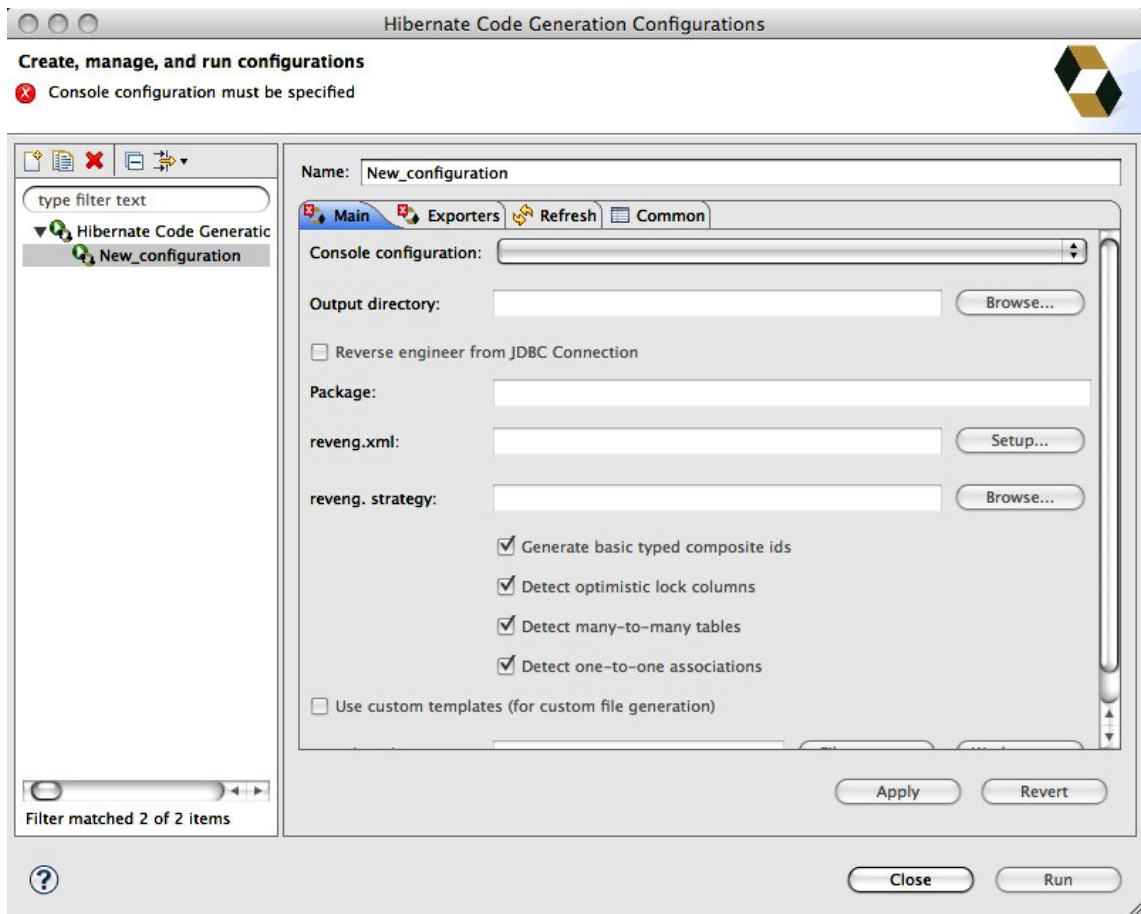 Hibernate Code Generation Configurations
Create, manage, and run configurations
Console configuration must be specified
type filter text
Hibernate Code Generatic
New_configuration
Filter matched 2 of 2 items
Name: New_configuration
Main Exporters Refresh Common
Console configuration:
Output directory: Browse...
Reverse engineer from JDBC Connection
Package:
reveng.xml: Setup...
reveng. strategy: Browse...
Generate basic typed composite ids
Detect optimistic lock columns
Detect many-to-many tables
Detect one-to-one associations
Use custom templates (for custom file generation)
Apply Revert
? Close Run